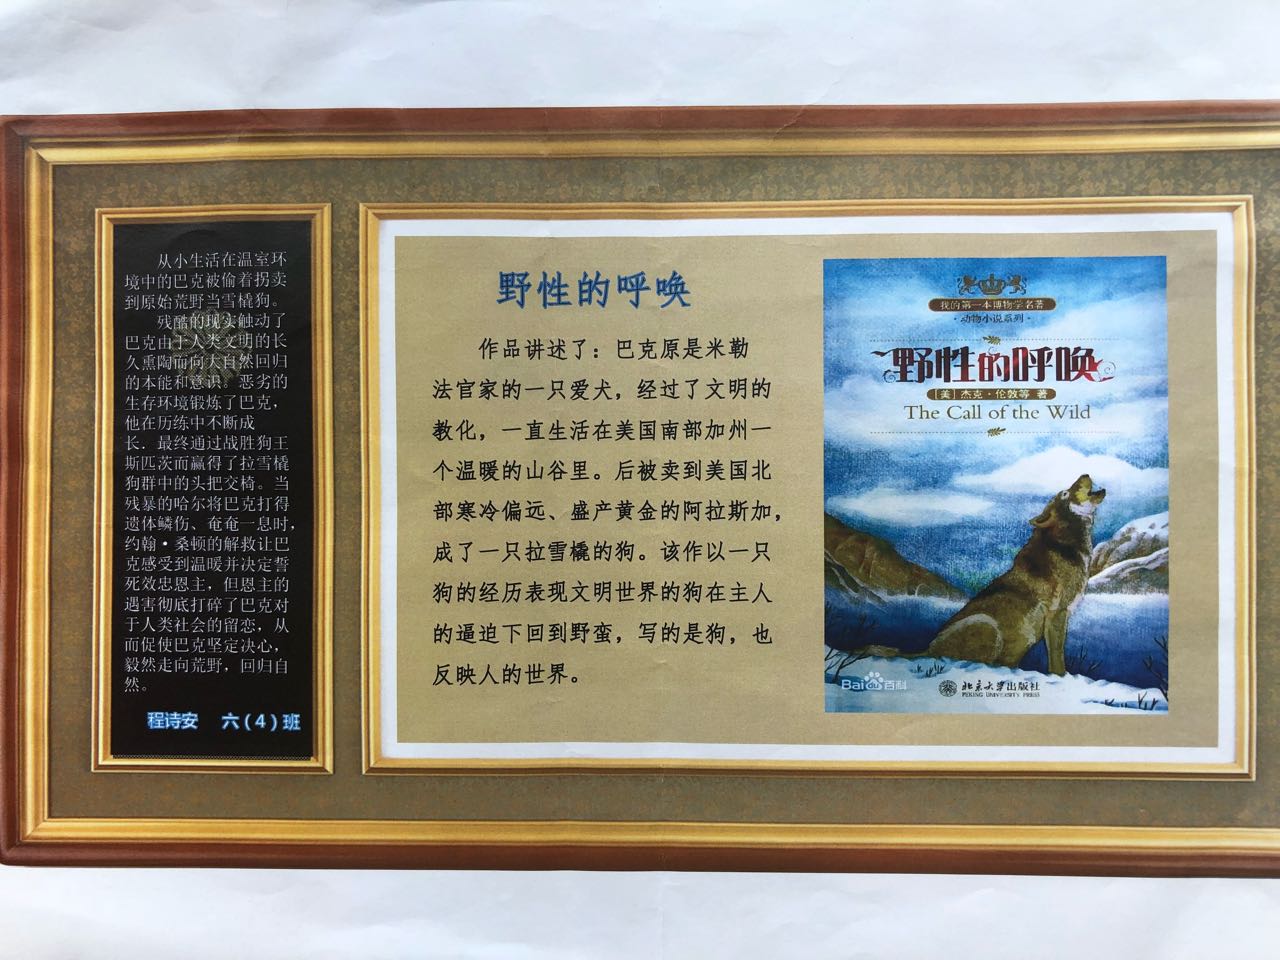 从小生活在温室环
境中的巴克被偷着拐卖
到原始荒野当雪橇狗。
残酷的现实触动了
巴克由于人类文明的长
久熏陶而向大自然回归
的本能和意识。恶劣的
生存环境锻炼了巴克，
他在历练中不断成
长．最终通过战胜狗王
斯匹茨而赢得了拉雪橇
狗群中的头把交椅。当
残暴的哈尔将巴克打得
遗体鳞伤、奄奄一息时，
约翰·桑顿的解救让巴
克感受到温暖并决定誓
死效忠恩主，但恩主的
遇害彻底打碎了巴克对
于人类社会的留恋，从
而促使巴克坚定决心，
毅然走向荒野，回归自
然。
程诗安 六(4)班
野性的呼唤
作品讲述了：巴克原是米勒
法官家的一只爱犬，经过了文明的
教化，一直生活在美国南部加州一
个温暖的山谷里。后被卖到美国北
部寒冷偏远、盛产黄金的阿拉斯加，
成了一只拉雪橇的狗。该作以一只
狗的经历表现文明世界的狗在主人
的逼迫下回到野蛮，写的是狗，也
反映人的世界。
我的第一本博物学名著
·动物小说系列·
野性的呼唤
[美]杰克·伦敦等 著
The Call of the Wild
Bai du 百科
北京大学出版社
PEKING UNIVERSITY PRESS